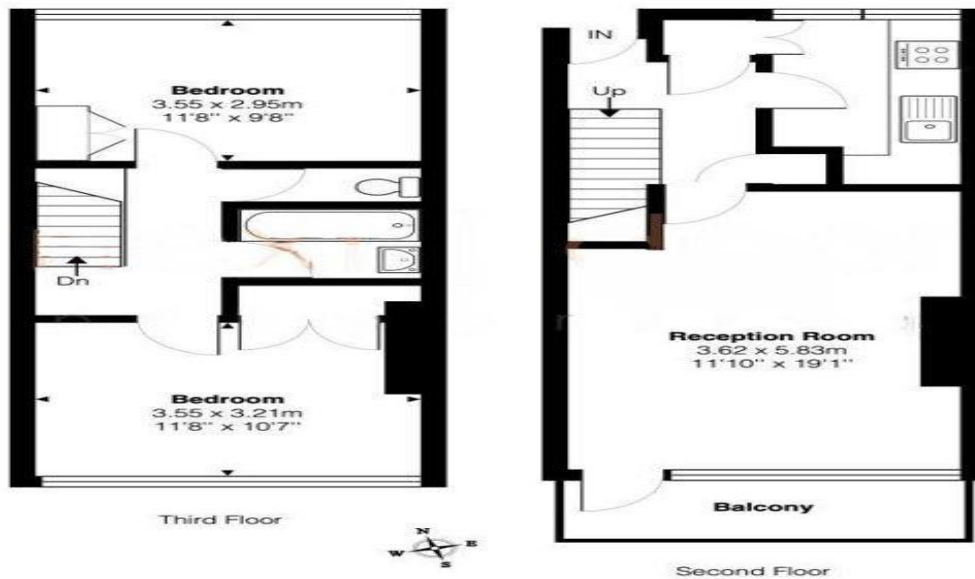 Bedroom
3.55 x 2.95m
11'8" x 9'8"
Dn
Bedroom
3.55 x 3.21m
11'8" x 10'7"
Third Floor
IN
Up
Reception Room
3.62 x 5.83m
11'10" x 19'1"
Balcony
Second Floor
N
E
W
S